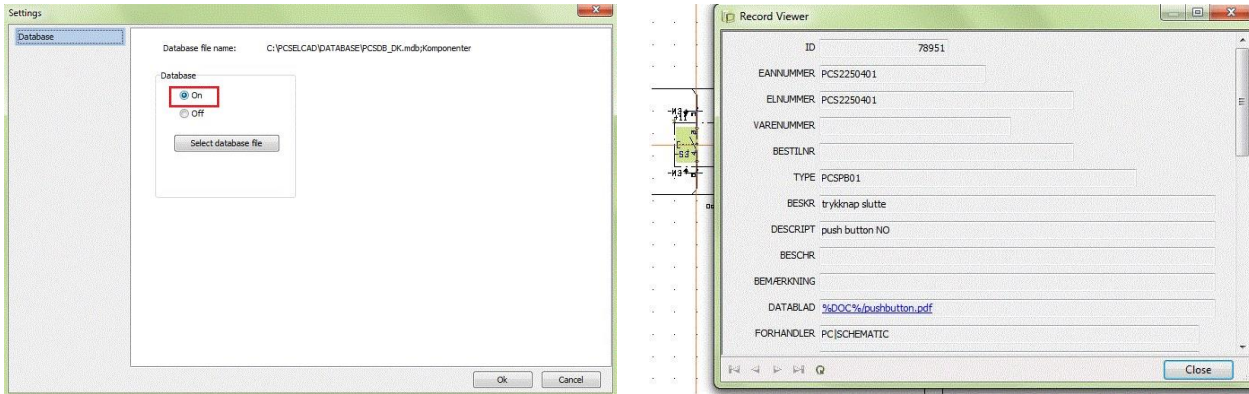 Settings
Database
Database file name: C:\PCSELCAD\DATABASE\PCSDB_DK.mdb;Komponenter
Database
On
Off
Select database file
Ok Cancel
Record Viewer
ID 78951
EANNUMMER PCS2250401
ELNUMMER PCS2250401
VARENUMMER
BESTILNR
TYPE PCSPB01
BESKR trykknap slutte
DESCRIPT push button NO
BESCHR
BEMÆRKNING
DATABLAD %DOC%/pushbutton.pdf
FORHANDLER PC|SCHEMATIC
Close